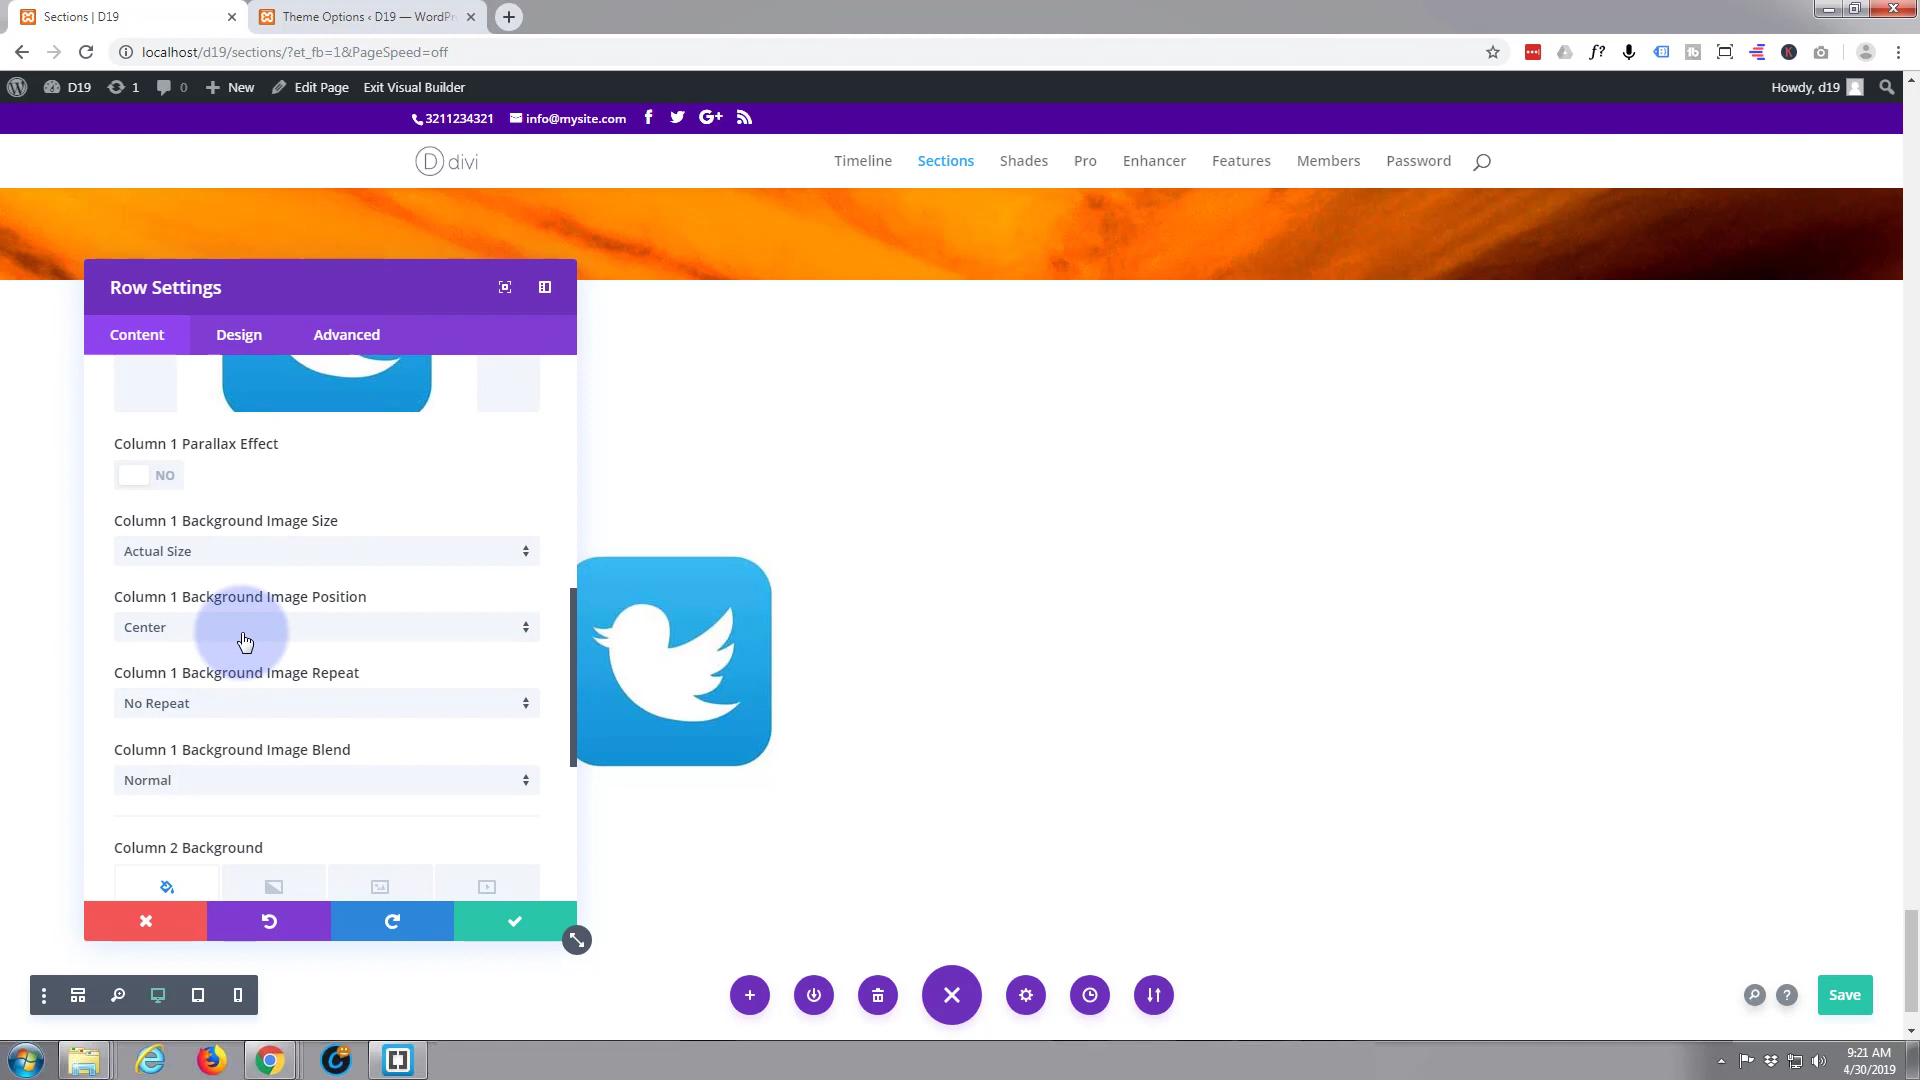 Sections | D19
Theme Options ‹ D19 — WordPr
localhost/d19/sections/?et_fb=1&PageSpeed=off
D19
1
0
New
Edit Page
Exit Visual Builder
Howdy, d19
3211234321
info@mysite.com
D divi
Timeline
Sections
Shades
Pro
Enhancer
Features
Members
Password
Row Settings
Content
Design
Advanced
Column 1 Parallax Effect
NO
Column 1 Background Image Size
Actual Size
Column 1 Background Image Position
Center
Column 1 Background Image Repeat
No Repeat
Column 1 Background Image Blend
Normal
Column 2 Background
Save
9:21 AM
4/30/2019